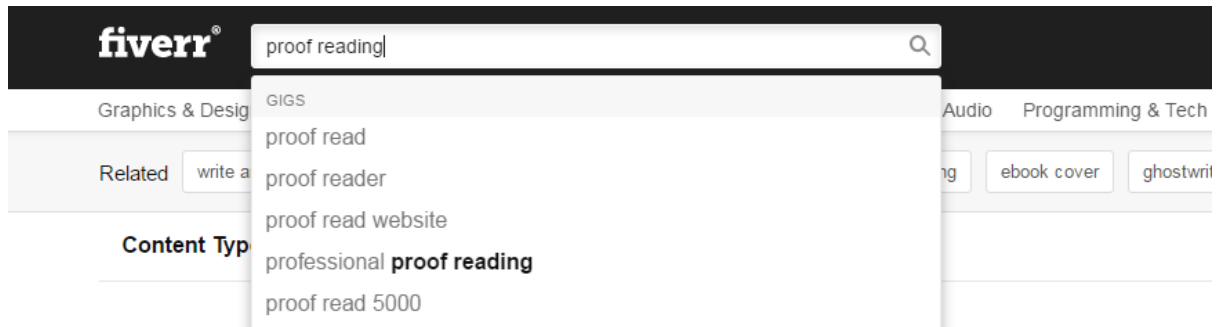 fiverr®
proof reading
Graphics & Desig
GIGS
Audio Programming & Tech
proof read
Related write a ng ebook cover ghostwrit
proof reader
proof read website
Content Typ
professional proof reading
proof read 5000